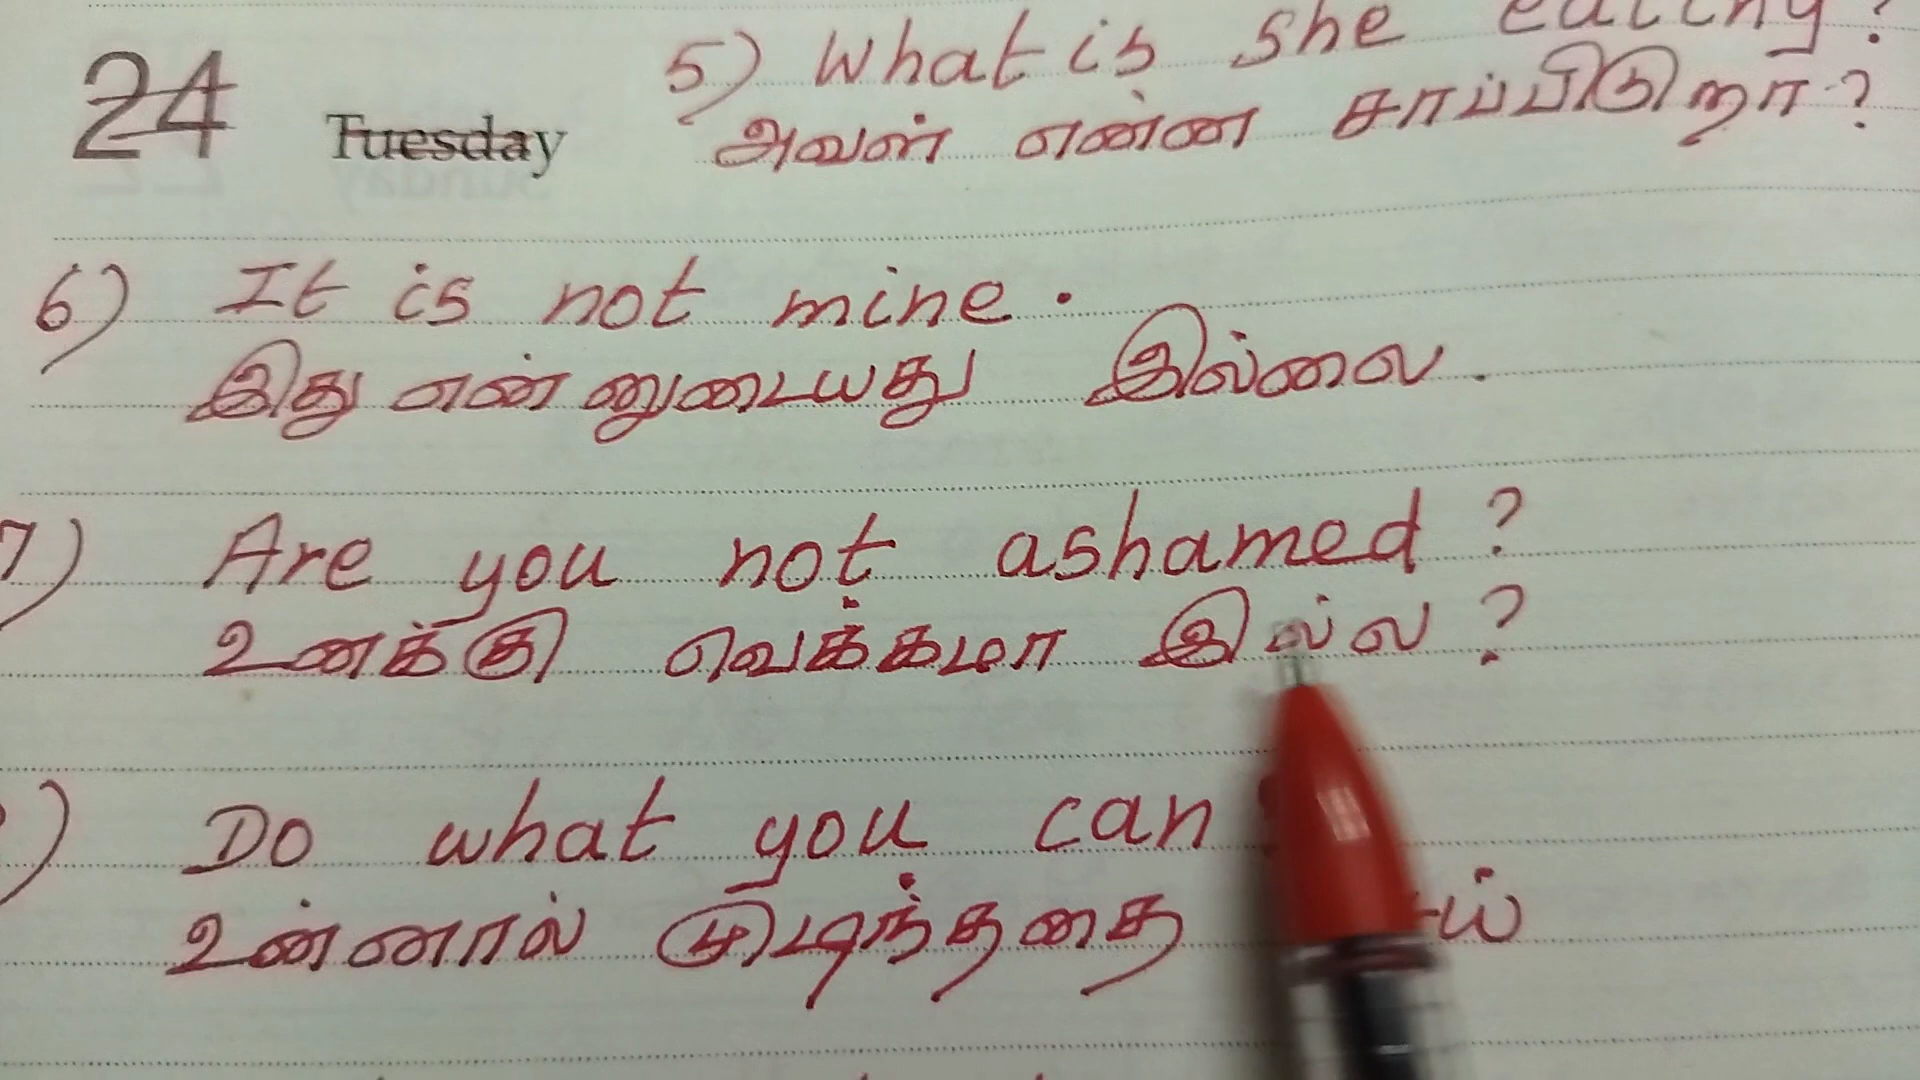 24 Tuesday
5) What is she eating?
அவள் என்ன சாப்பிடுறா?
6) It is not mine.
இது என்னுடையது இல்லை.
7) Are you not ashamed?
உனக்கு வெக்கமா இல்ல?
) Do what you can
உன்னால் முடிந்ததை